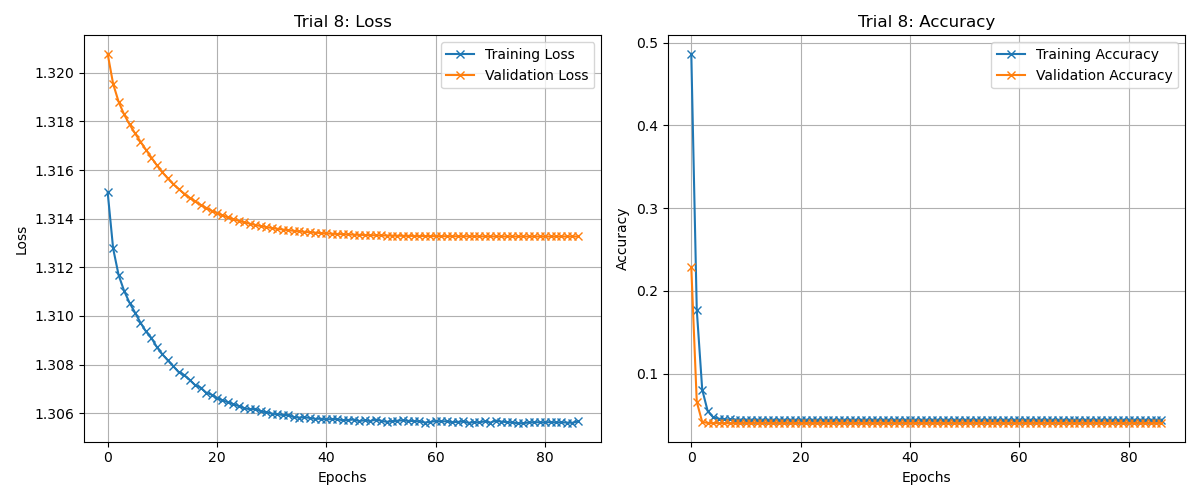 Trial 8: Loss
Training Loss
Validation Loss
1.320
1.318
1.316
1.314
1.312
1.310
1.308
1.306
Loss
0
20
40
60
80
Epochs
Trial 8: Accuracy
Training Accuracy
Validation Accuracy
0.5
0.4
0.3
0.2
0.1
Accuracy
0
20
40
60
80
Epochs